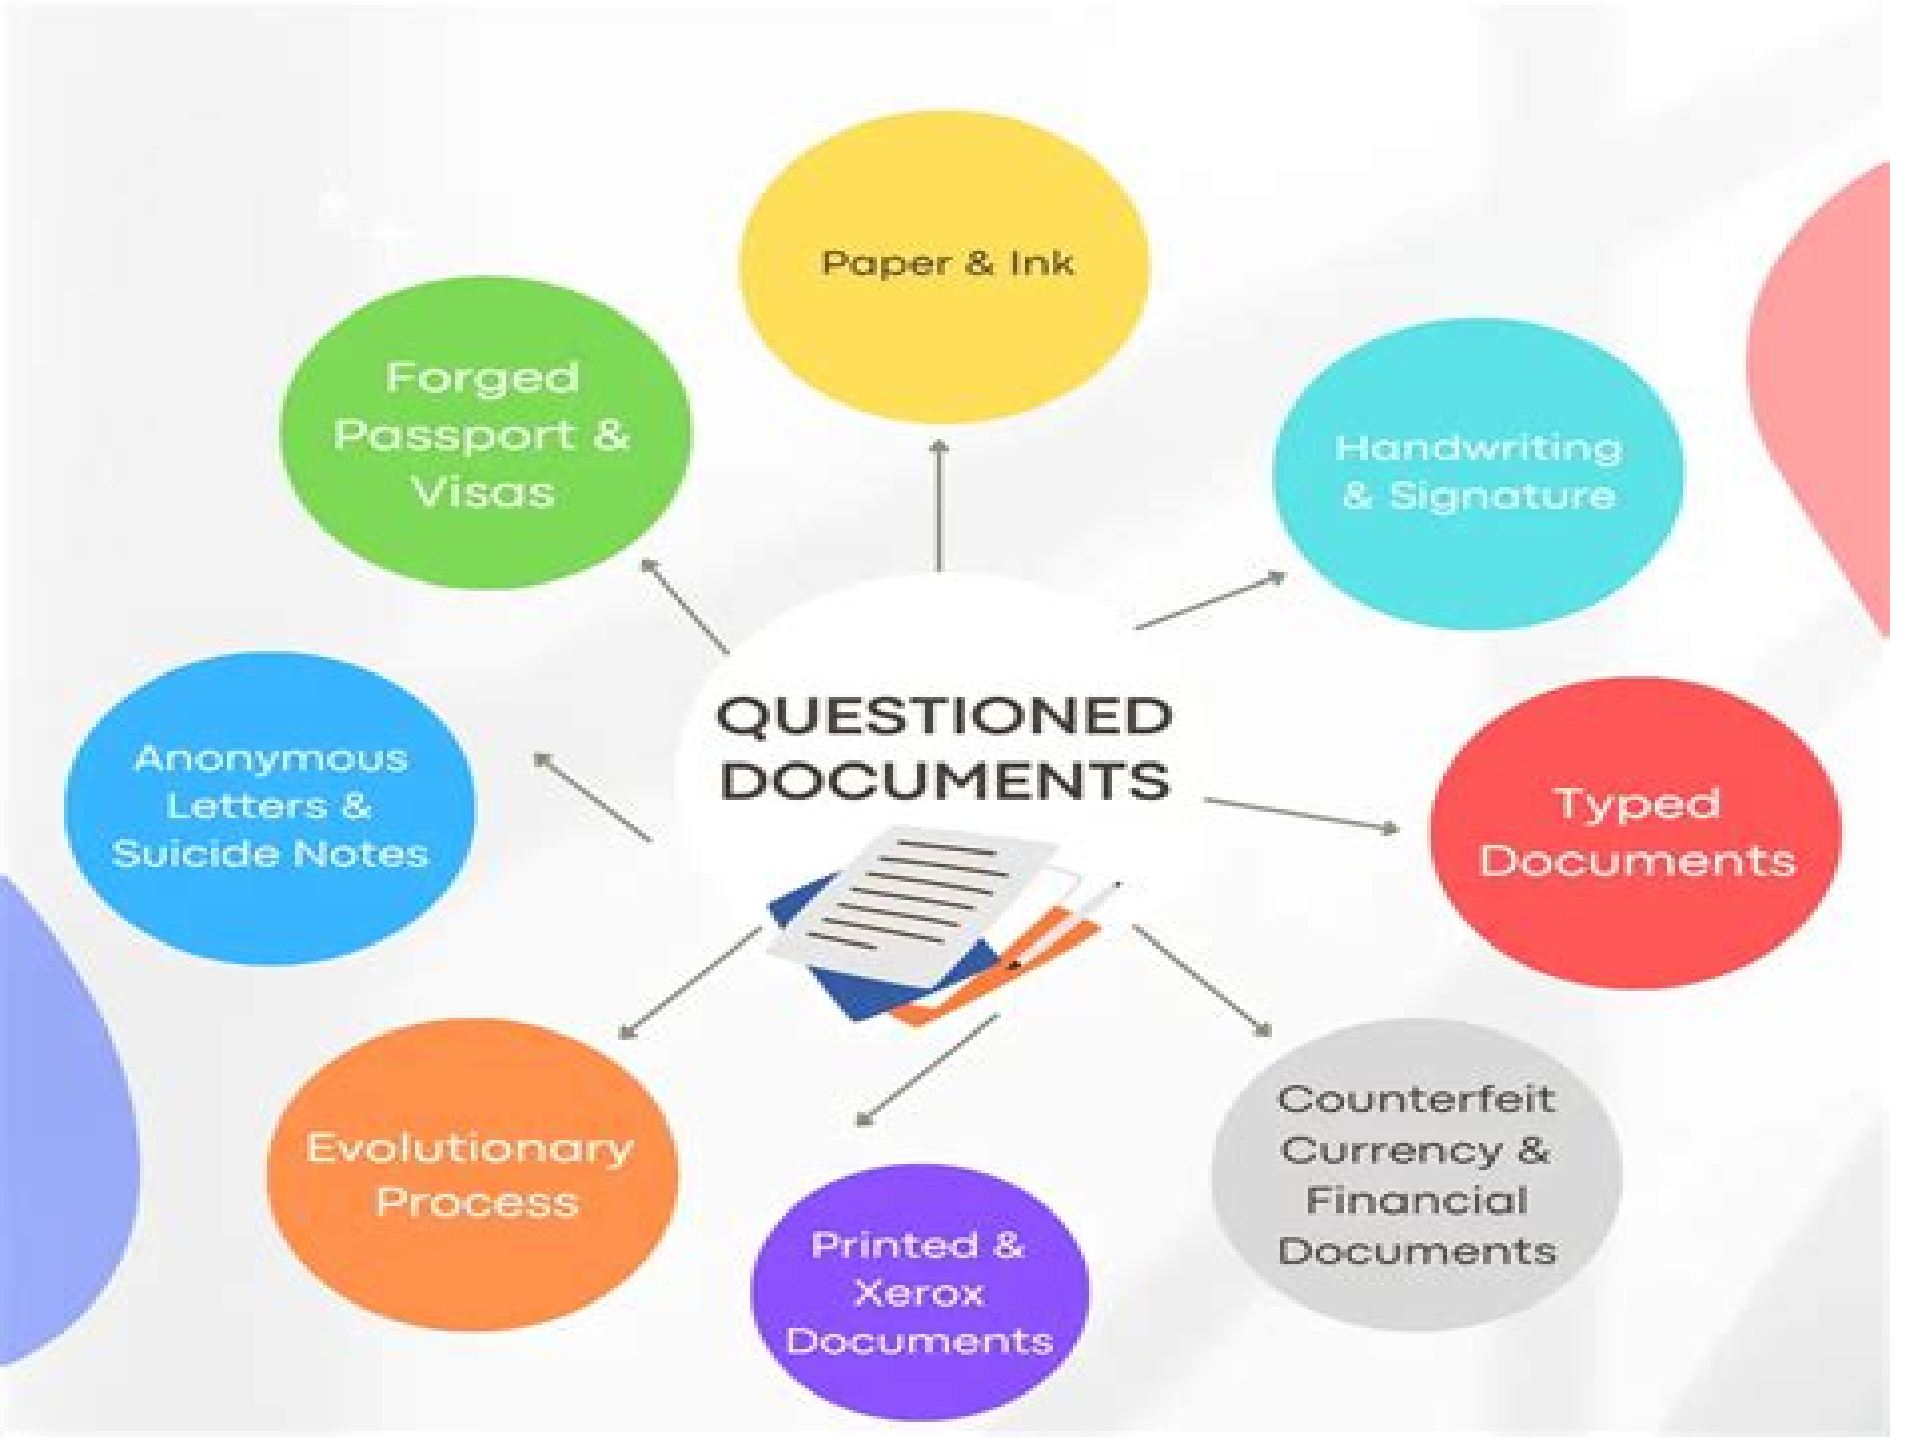 Paper & Ink
Forged
Passport &
Visas
Handwriting
& Signature
QUESTIONED
DOCUMENTS
Anonymous
Letters &
Suicide Notes
Typed
Documents
Evolutionary
Process
Counterfeit
Currency &
Financial
Documents
Printed &
Xerox
Documents